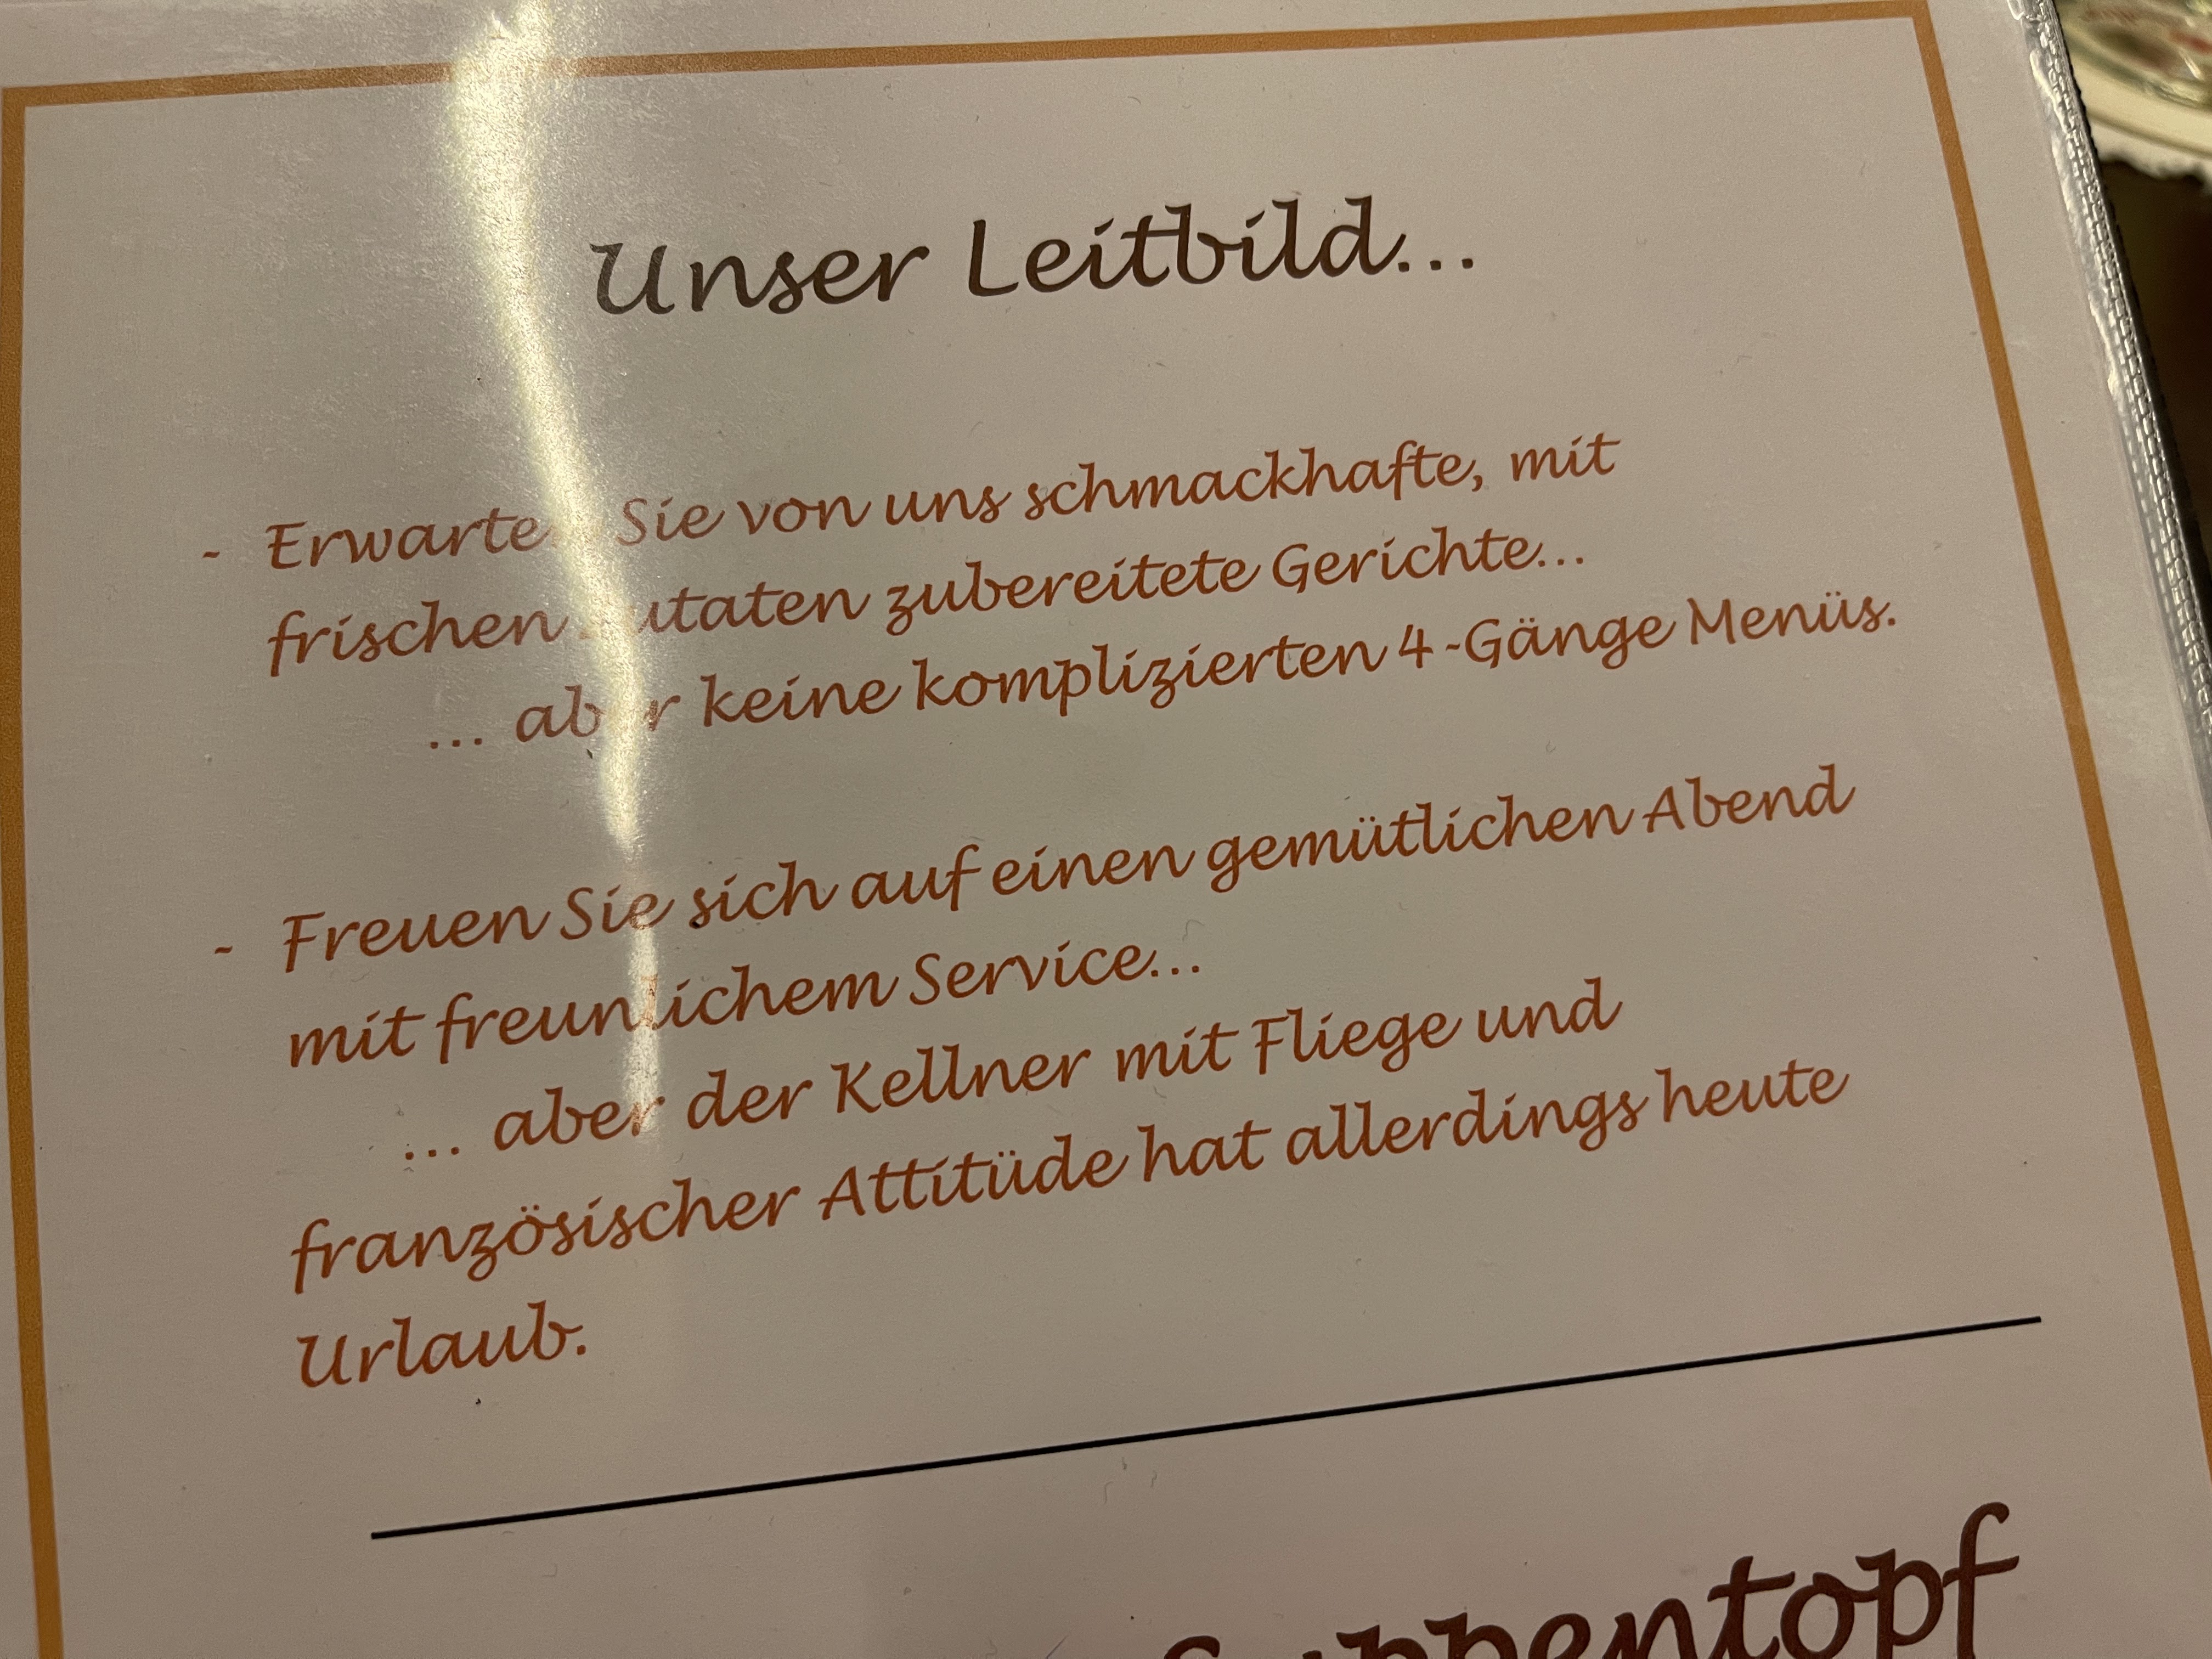 Unser Leitbild...
- Erwarten Sie von uns schmackhafte, mit
frischen Zutaten zubereitete Gerichte...
... aber keine komplizierten 4-Gänge Menüs.
- Freuen Sie sich auf einen gemütlichen Abend
mit freundlichem Service...
... aber der Kellner mit Fliege und
französischer Attitüde hat allerdings heute
Urlaub.
Suppentopf